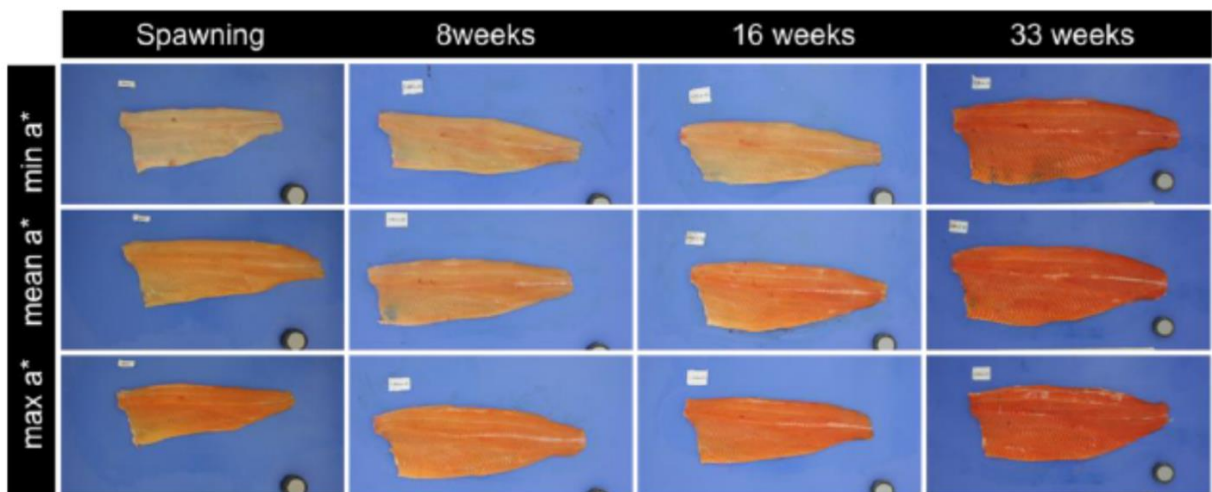 Spawning
8weeks
16 weeks
33 weeks
min a*
mean a*
max a*